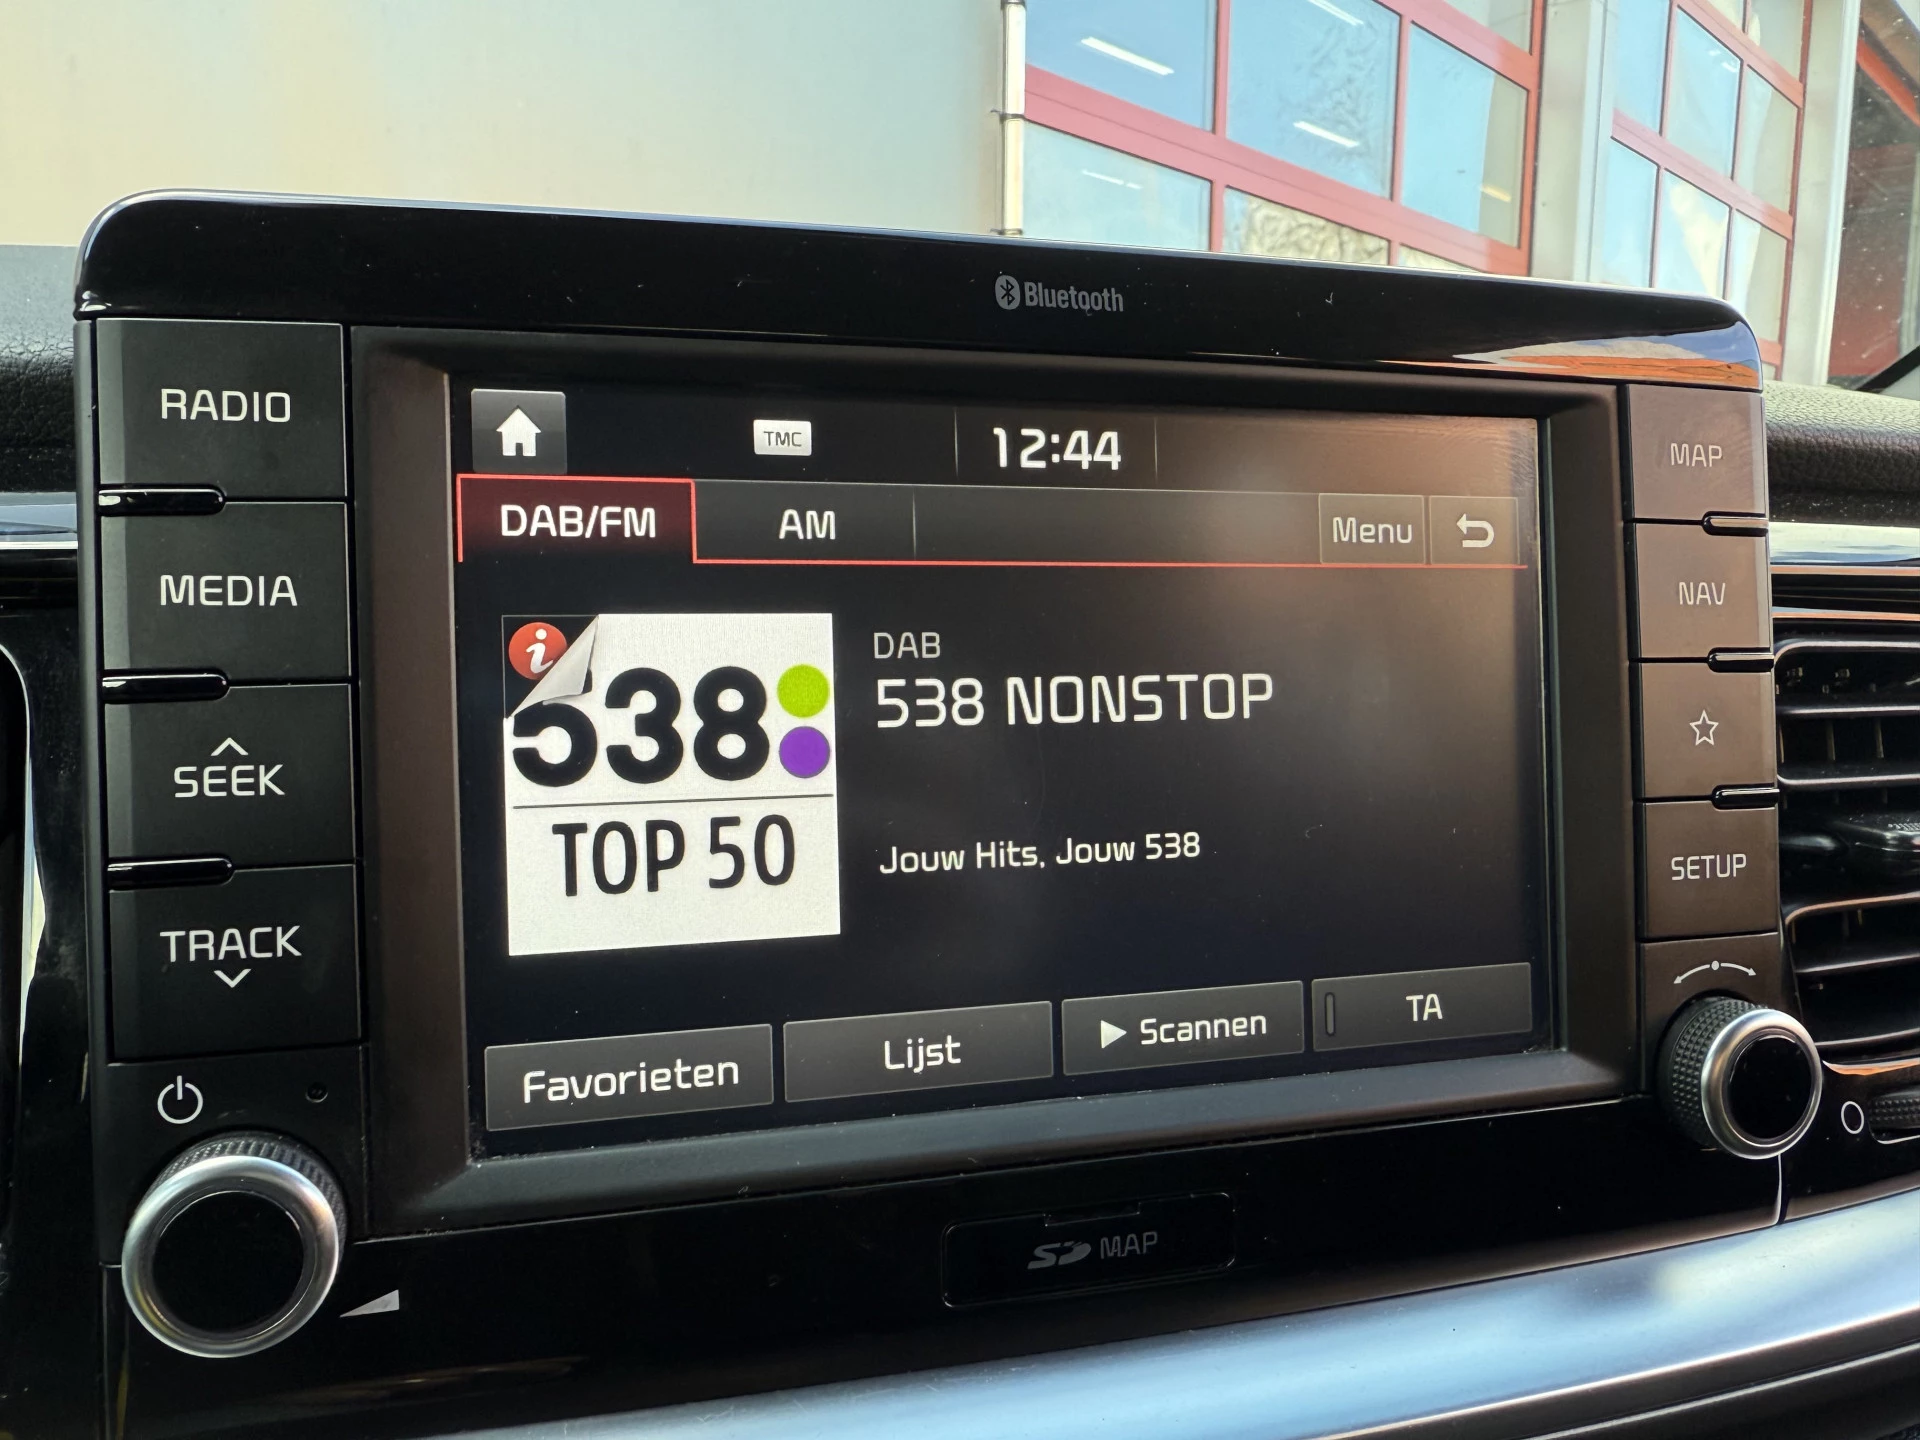 Bluetooth
RADIO
MEDIA
SEEK
TRACK
TMC
12:44
DAB/FM
AM
Menu
i
538
TOP 50
DAB
538 NONSTOP
Jouw Hits, Jouw 538
Favorieten
Lijst
Scannen
TA
MAP
NAV
SETUP
SD MAP